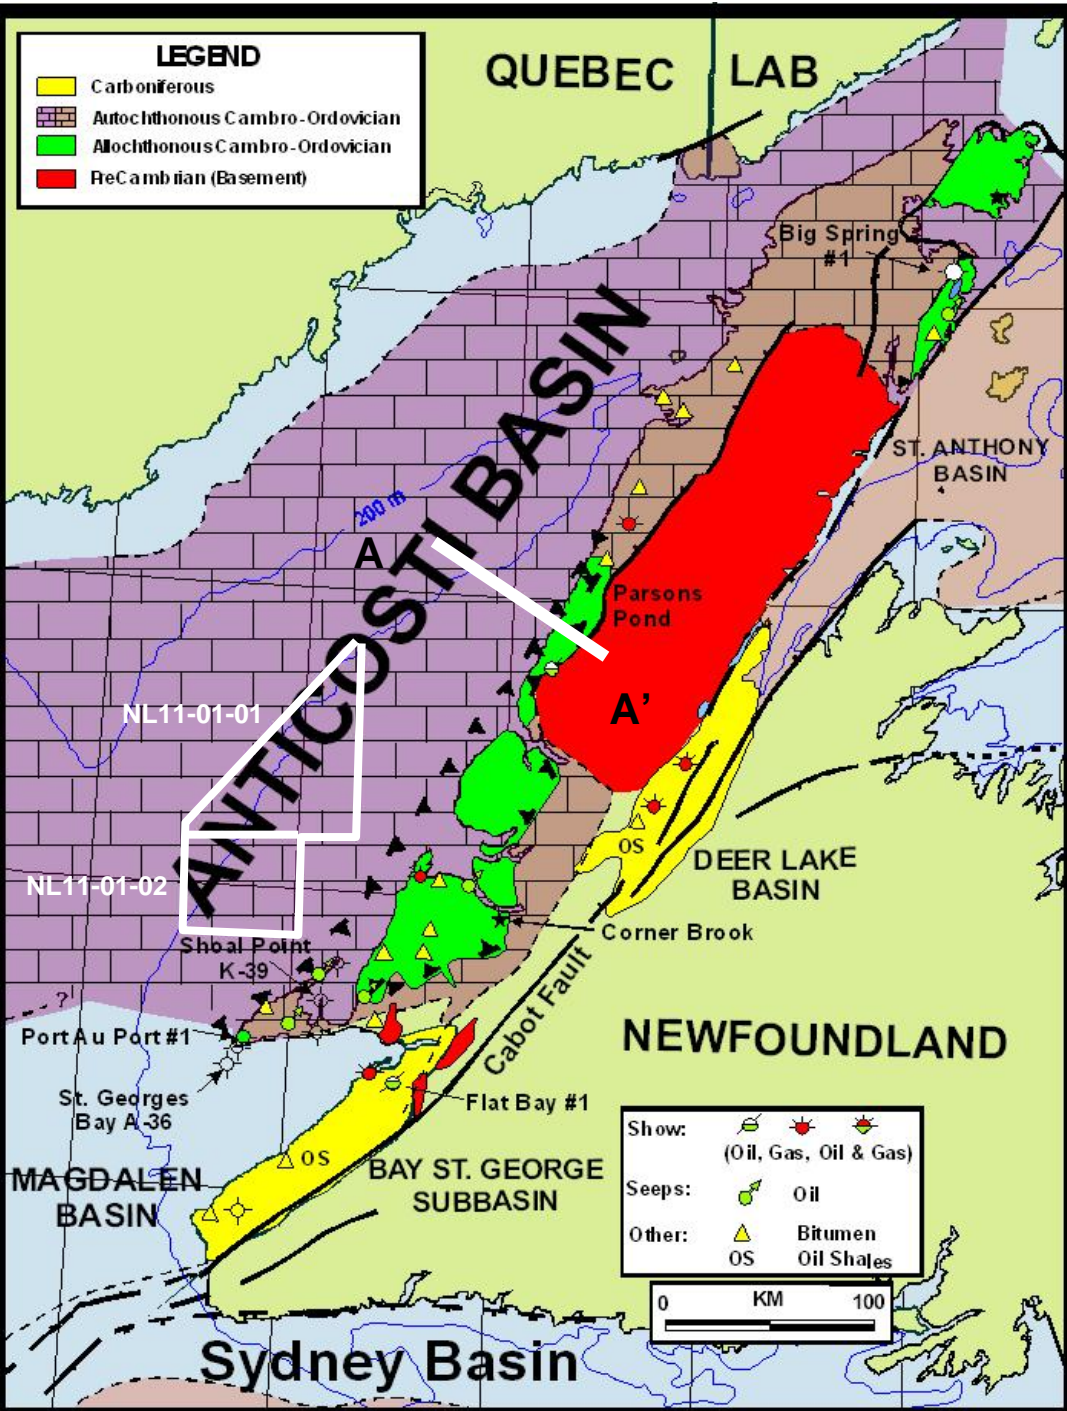 LEGEND
Carboniferous
Autochthonous Cambro-Ordovician
Allochthonous Cambro-Ordovician
PreCambrian (Basement)
QUEBEC
LAB
Big Spring
#1
ANTICOSTI BASIN
ST. ANTHONY
BASIN
200 m
A
Parsons
Pond
A’
NL11-01-01
OS
DEER LAKE
BASIN
NL11-01-02
Corner Brook
Shoal Point
K-39
Cabot Fault
?
Port Au Port #1
NEWFOUNDLAND
St. Georges
Bay A-36
Flat Bay #1
OS
MAGDALEN
BASIN
BAY ST. GEORGE
SUBBASIN
Show:
(Oil, Gas, Oil & Gas)
Seeps:
Oil
Other:
Bitumen
OS
Oil Shales
0 KM 100
Sydney Basin